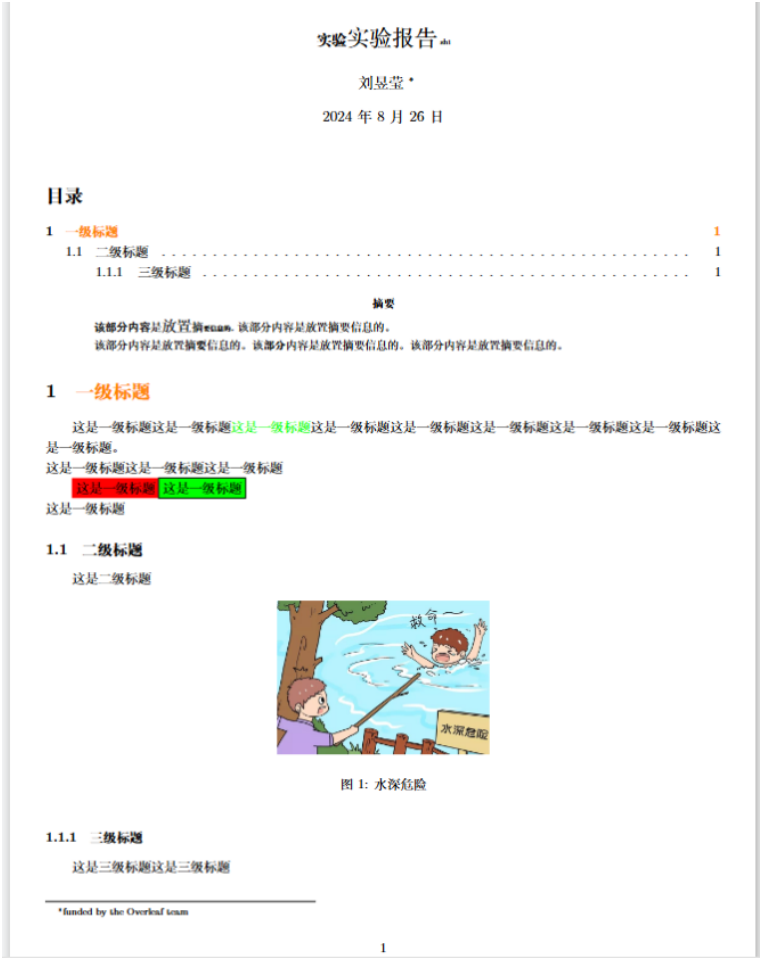 实验实验报告
刘昱莹 *
2024 年 8 月 26 日
目录
1 一级标题 1
1.1 二级标题 . . . . . . . . . . . . . . . . . . . . . . . . . . . . . . . . . . . . . . . . 1
1.1.1 三级标题 . . . . . . . . . . . . . . . . . . . . . . . . . . . . . . . . . . . . . 1
摘要
该部分内容是放置摘 该部分内容是放置摘要信息的。
该部分内容是放置摘要信息的。该部分内容是放置摘要信息的。该部分内容是放置摘要信息的。
1 一级标题
这是一级标题这是一级标题这是一级标题这是一级标题这是一级标题这是一级标题这是一级标题这是一级标题这
是一级标题。
这是一级标题这是一级标题这是一级标题
这是一级标题 这是一级标题
这是一级标题
1.1 二级标题
这是二级标题
救命
水深危险
图 1: 水深危险
1.1.1 三级标题
这是三级标题这是三级标题
*funded by the Overleaf team
1